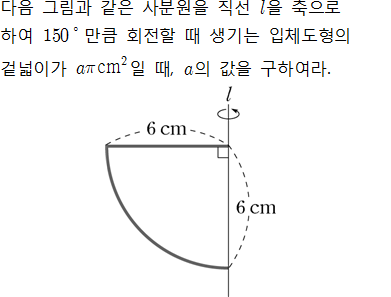 다음 그림과 같은 사분원을 직선 l을 축으로
하여 150°만큼 회전할 때 생기는 입체도형의
겉넓이가 aπcm²일 때, a의 값을 구하여라.
l
6 cm
6 cm